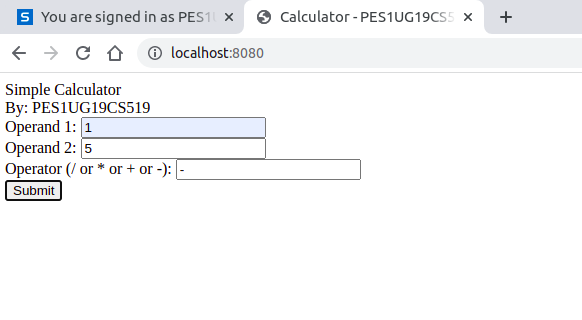 S You are signed in as PES1U
Calculator - PES1UG19CS5
localhost:8080
Simple Calculator
By: PES1UG19CS519
Operand 1: 1
Operand 2: 5
Operator (/ or * or + or -): -
Submit